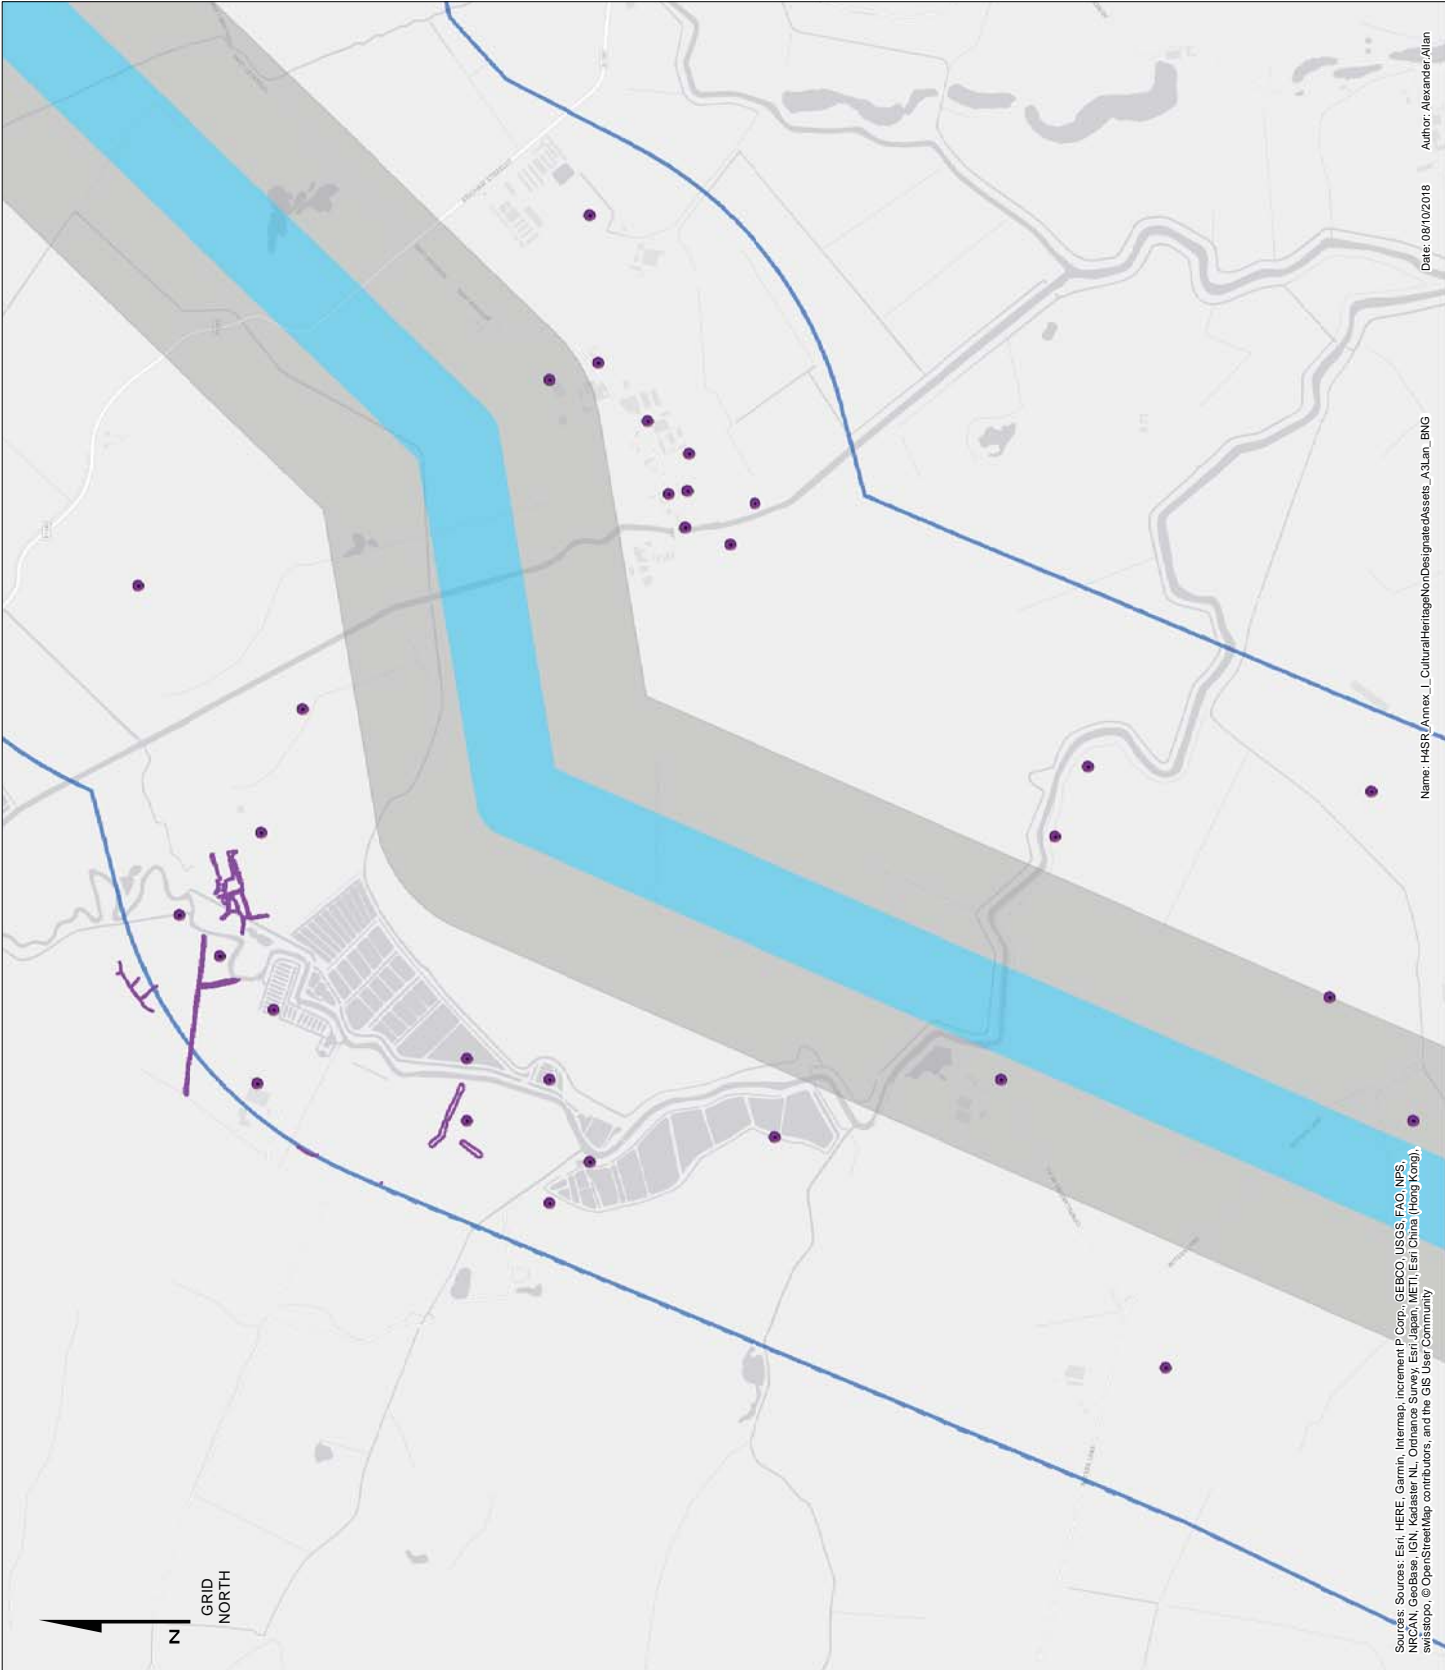 GRID
NORTH
N
Sources: Sources: Esri, HERE, Garmin, Intermap, increment P Corp., GEBCO, USGS, FAO, NPS,
NRCAN, GeoBase, IGN, Kadaster NL, Ordnance Survey, Esri Japan, METI, Esri China (Hong Kong),
swisstopo, © OpenStreetMap contributors, and the GIS User Community
Name: H4SR_Annex_I_CulturalHeritageNonDesignatedAssets_A3Lan_BNG
Date: 08/10/2018
Author: Alexander.Allan